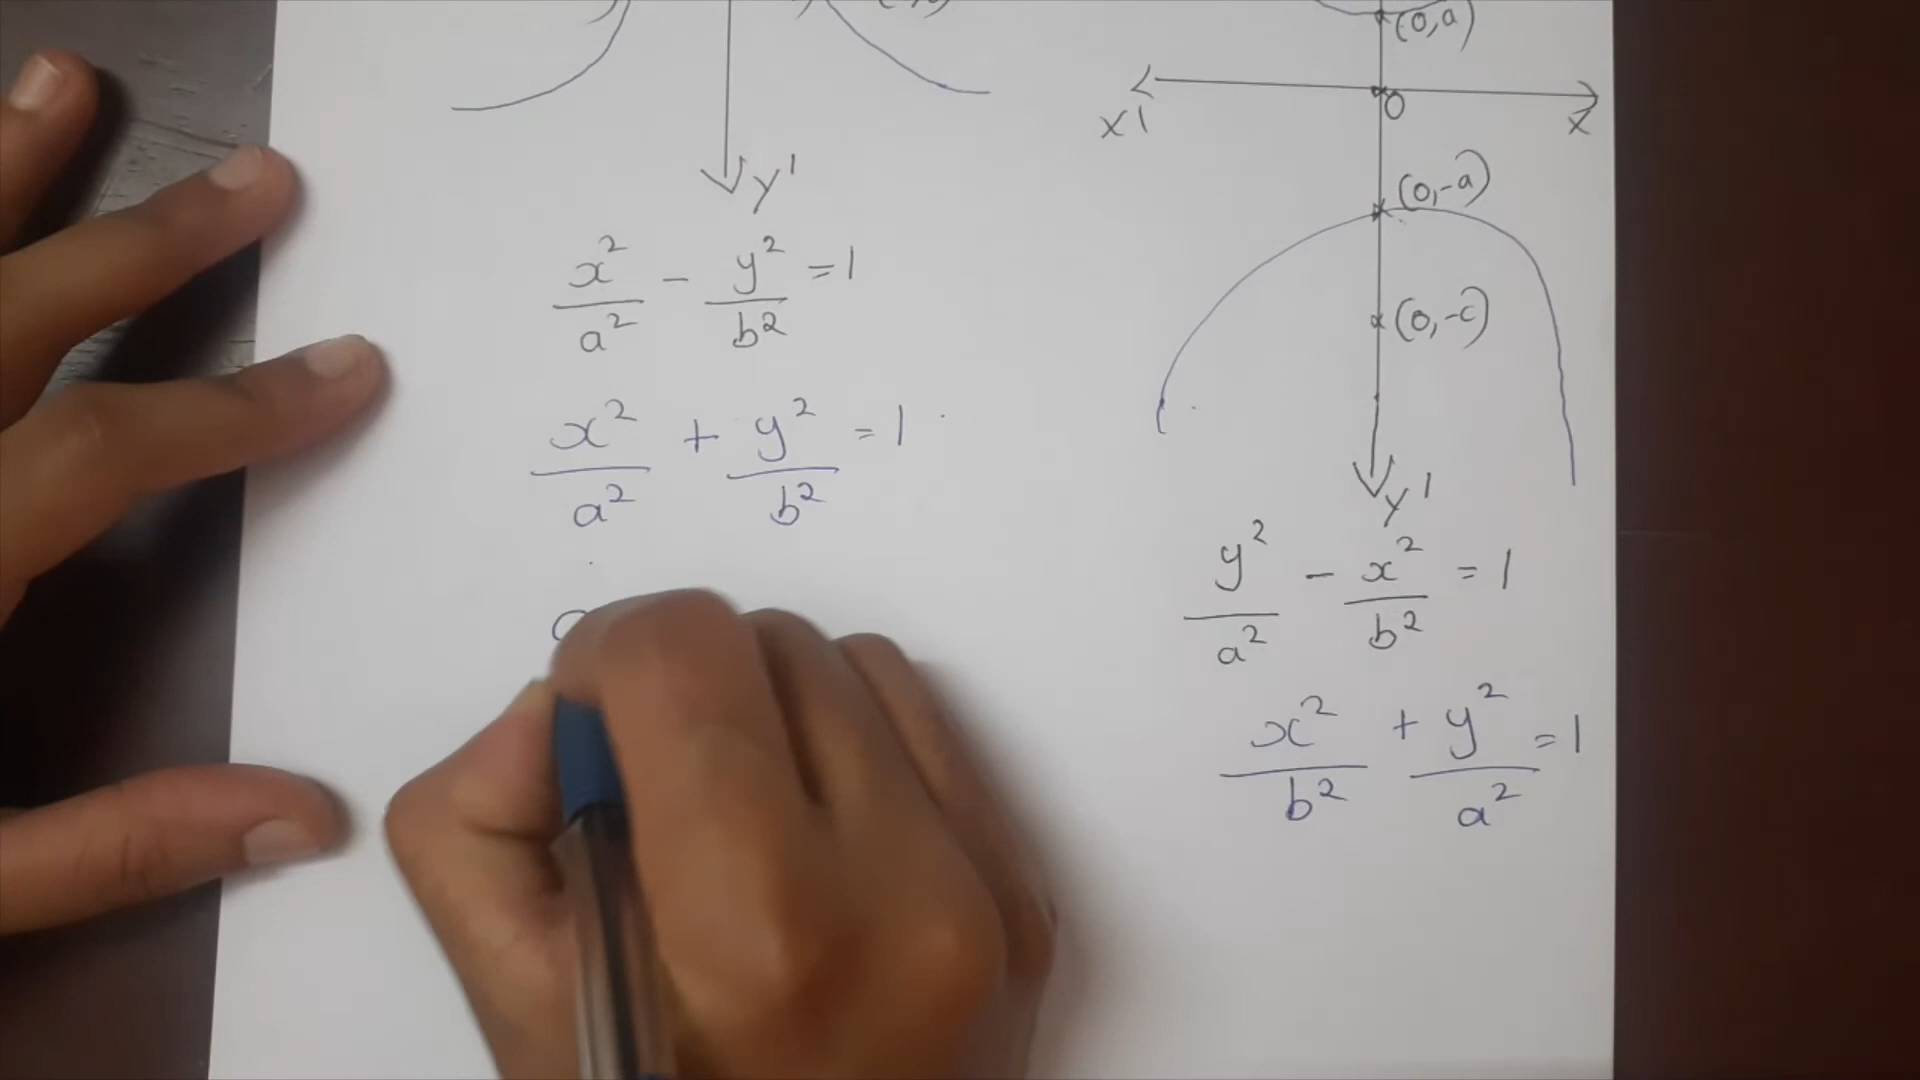 (0,a)
x'
0
x
y'
(0,-a)
(0,-c)
y'
x²/a² - y²/b² = 1
x²/a² + y²/b² = 1
y²/a² - x²/b² = 1
x²/b² + y²/a² = 1